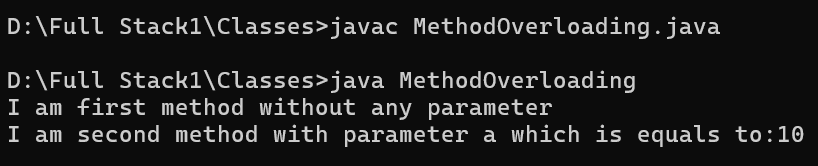 D:\Full Stack1\Classes>javac MethodOverloading.java
D:\Full Stack1\Classes>java MethodOverloading
I am first method without any parameter
I am second method with parameter a which is equals to:10